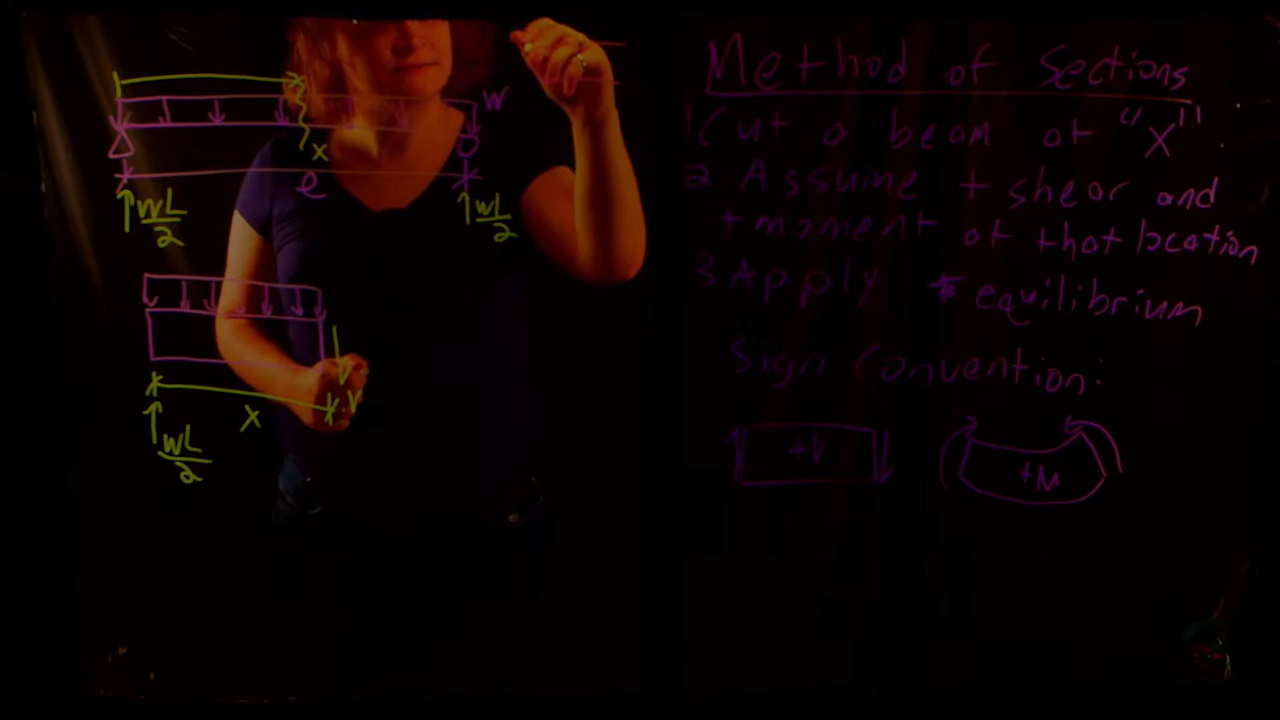 Method of Sections
1 Cut a beam at "X"
2 Assume + shear and
+ moment at that location
3 Apply equilibrium
Sign Convention:
+V
+M
W
X
l
WL/2
WL/2
X
V
WL/2